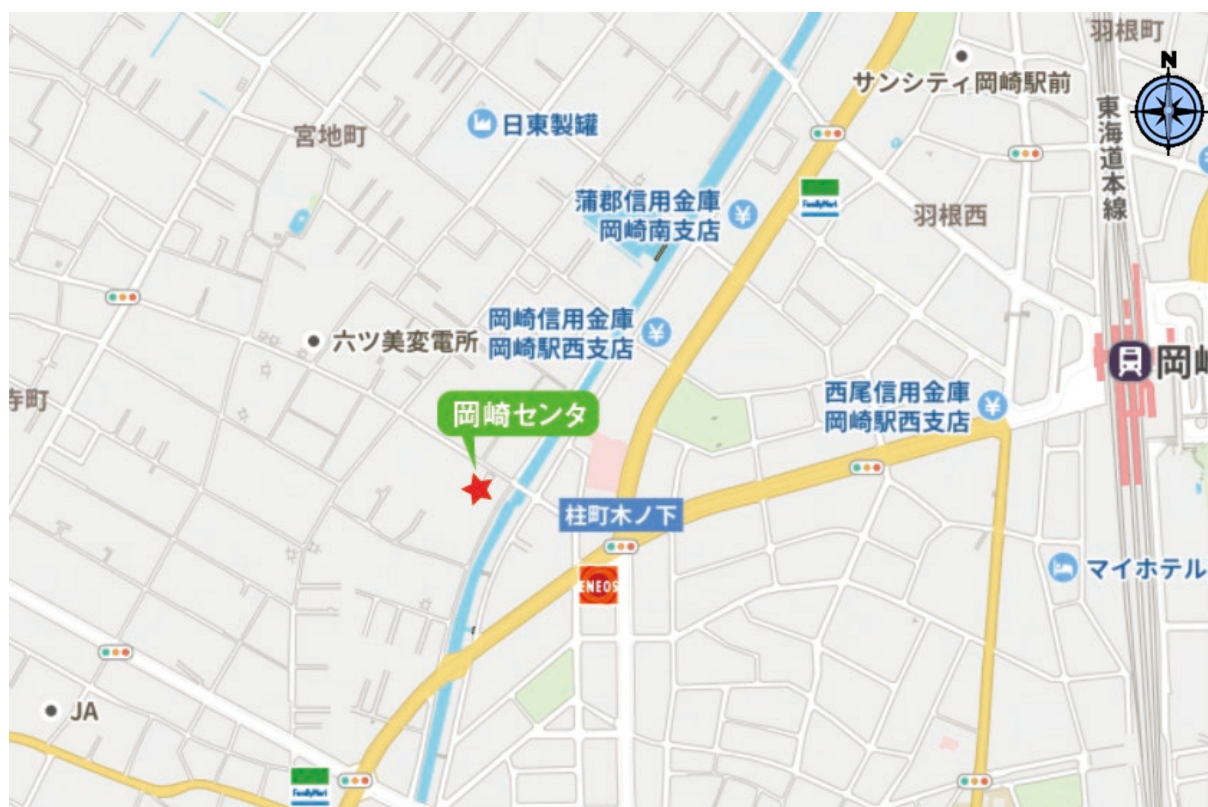 羽根町
N
サンシティ岡崎駅前
東海道本線
宮地町
日東製罐
FamilyMart
蒲郡信用金庫
岡崎南支店
羽根西
岡崎信用金庫
岡崎駅西支店
六ツ美変電所
岡崎
西尾信用金庫
岡崎駅西支店
寺町
岡崎センタ
柱町木ノ下
ENEOS
マイホテル
JA
FamilyMart